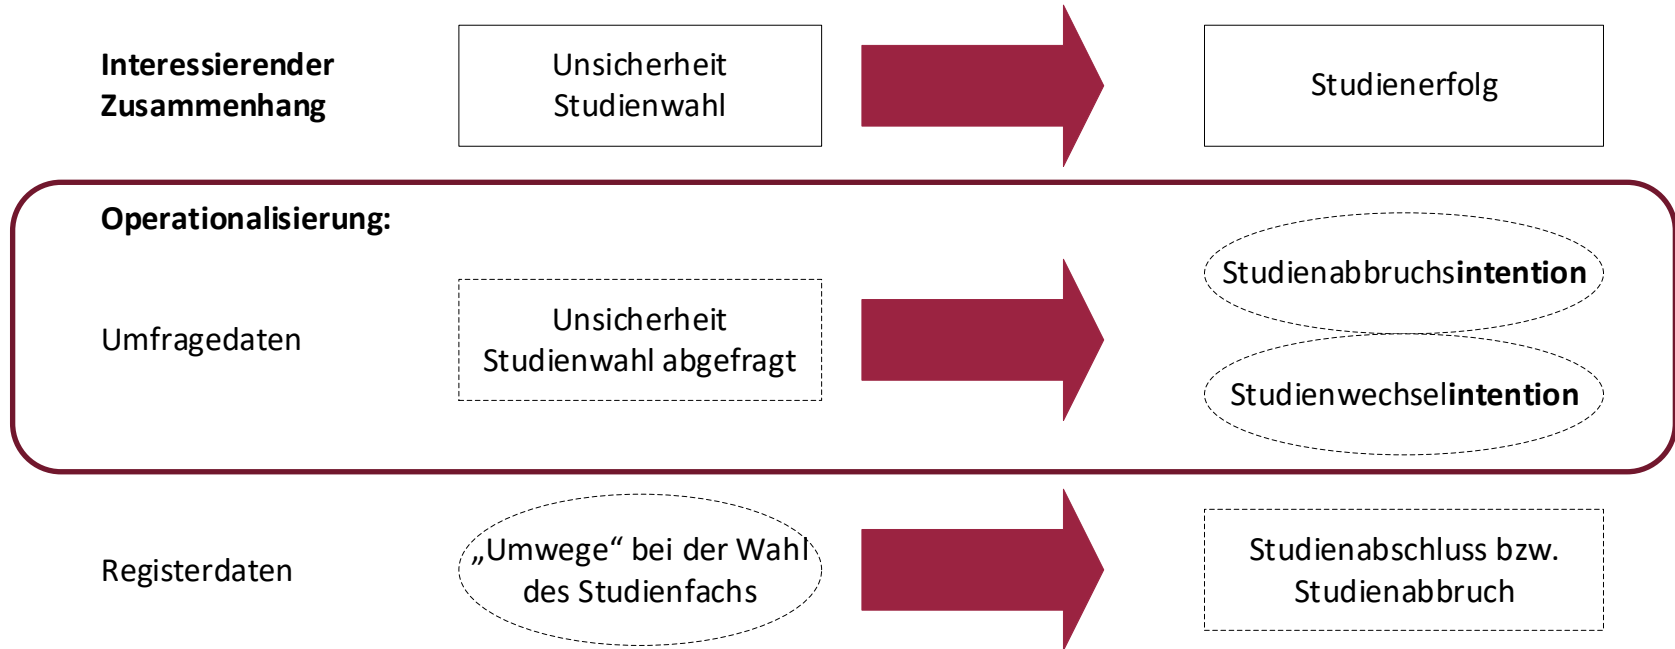 Interessierender
Zusammenhang
Unsicherheit
Studienwahl
Studienerfolg
Operationalisierung:
Umfragedaten
Unsicherheit
Studienwahl abgefragt
Studienabbruchsintention
Studienwechselintention
Registerdaten
„Umwege“ bei der Wahl
des Studienfachs
Studienabschluss bzw.
Studienabbruch